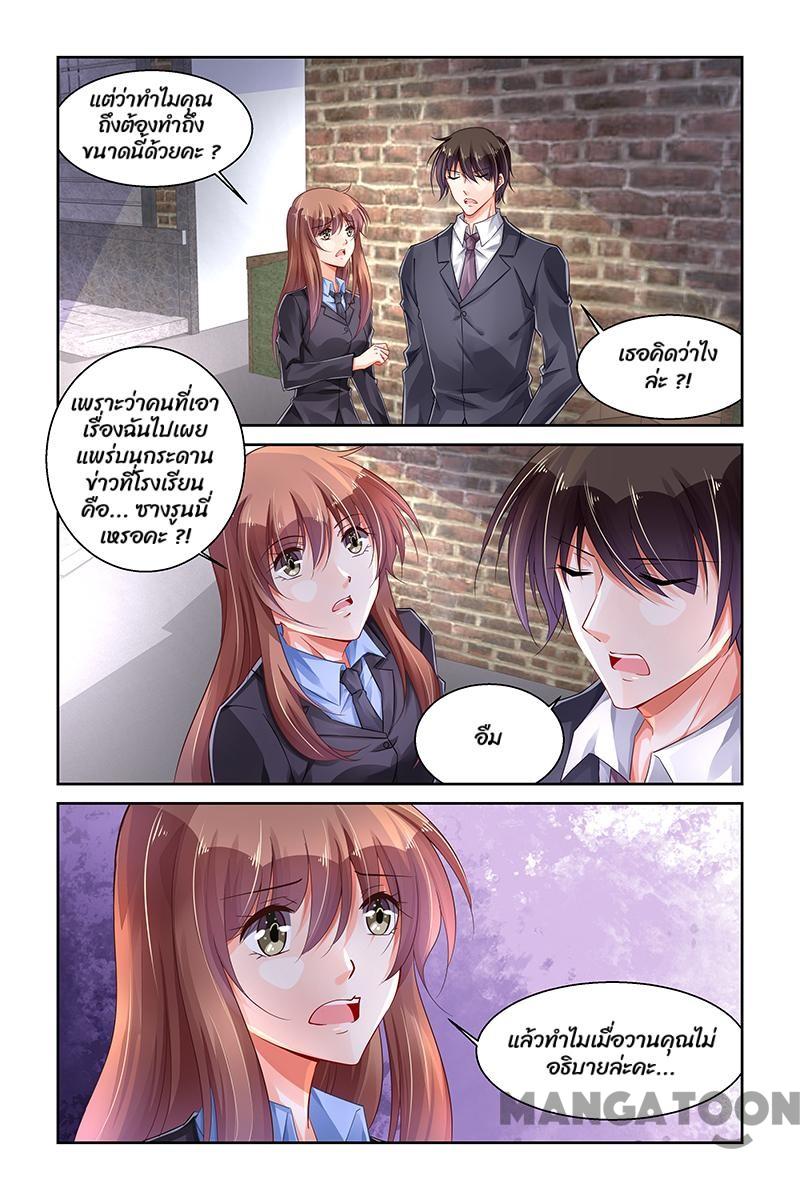 แต่ว่าทำไมคุณ
ถึงต้องทำถึง
ขนาดนี้ด้วยคะ ?
เธอคิดว่าไง
ล่ะ ?!
เพราะว่าคนที่เอา
เรื่องฉันไปเผย
แพร่บนกระดาน
ข่าวที่โรงเรียน
คือ... ซางรูนนี่
เหรอคะ ?!
อืม
แล้วทำไมเมื่อวานคุณไม่
อธิบายล่ะคะ...
MANGATOON